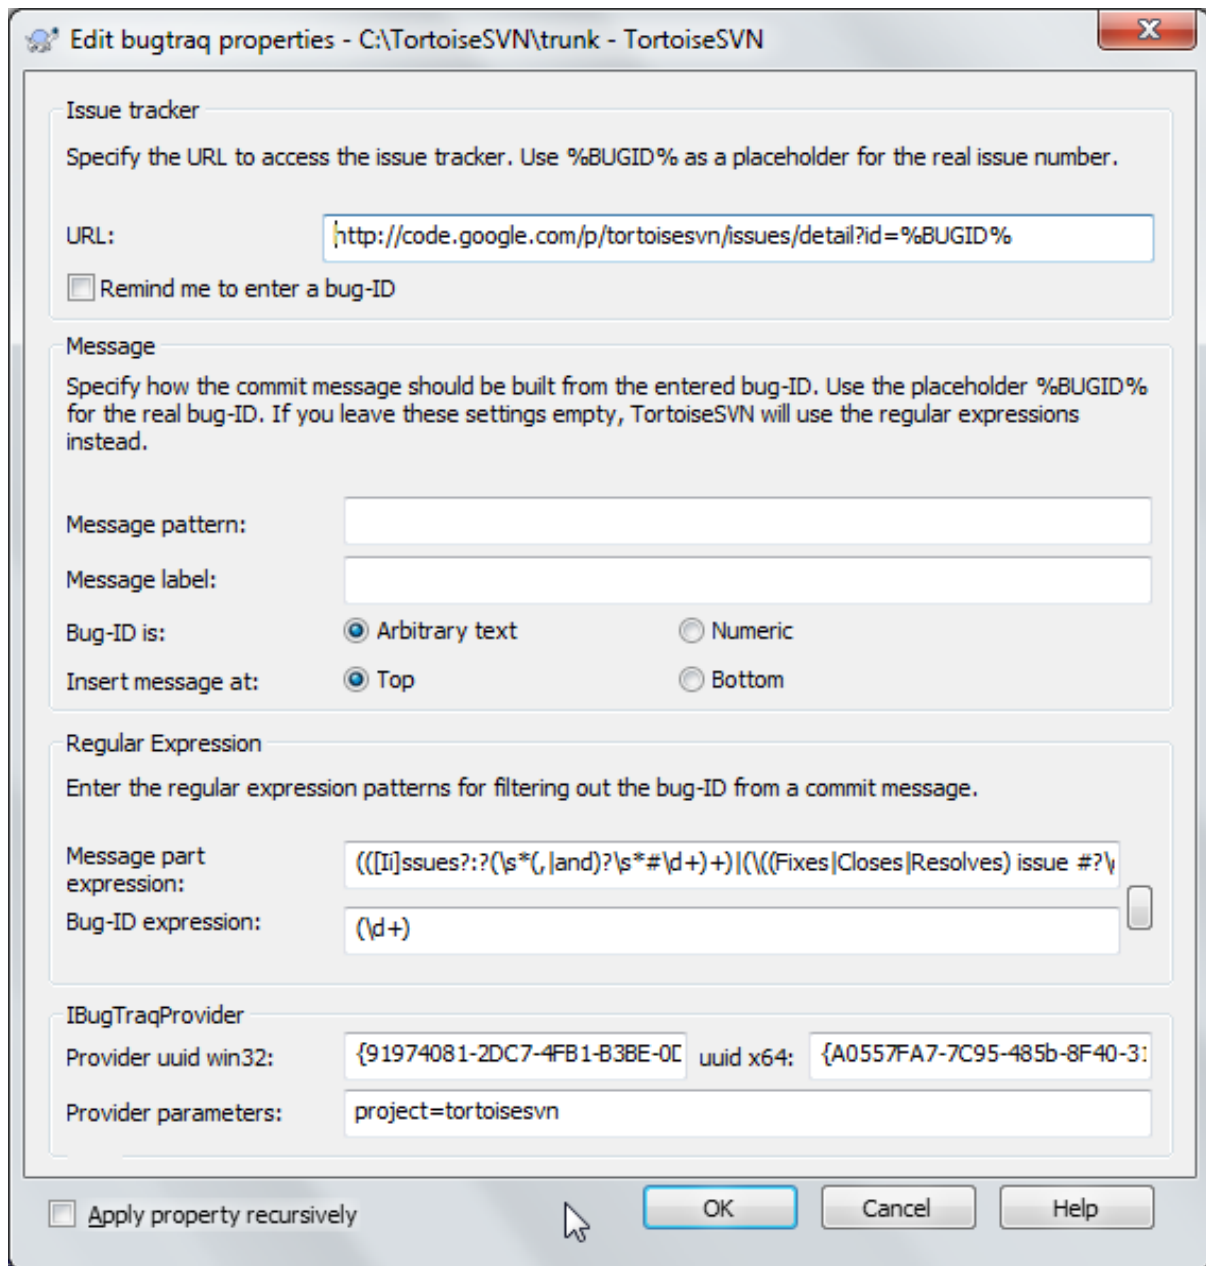 Edit bugtraq properties - C:\TortoiseSVN\trunk - TortoiseSVN
Issue tracker
Specify the URL to access the issue tracker. Use %BUGID% as a placeholder for the real issue number.
URL: http://code.google.com/p/tortoisesvn/issues/detail?id=%BUGID%
Remind me to enter a bug-ID
Message
Specify how the commit message should be built from the entered bug-ID. Use the placeholder %BUGID%
for the real bug-ID. If you leave these settings empty, TortoiseSVN will use the regular expressions
instead.
Message pattern:
Message label:
Bug-ID is: Arbitrary text Numeric
Insert message at: Top Bottom
Regular Expression
Enter the regular expression patterns for filtering out the bug-ID from a commit message.
Message part
expression: (([Ii]ssues?:?(\s*(,|and)?\s*#\d+)+)|(\((Fixes|Closes|Resolves) issue #?\
Bug-ID expression: (\d+)
IBugTraqProvider
Provider uuid win32: {91974081-2DC7-4FB1-B3BE-0D uuid x64: {A0557FA7-7C95-485b-8F40-31
Provider parameters: project=tortoisesvn
Apply property recursively OK Cancel Help